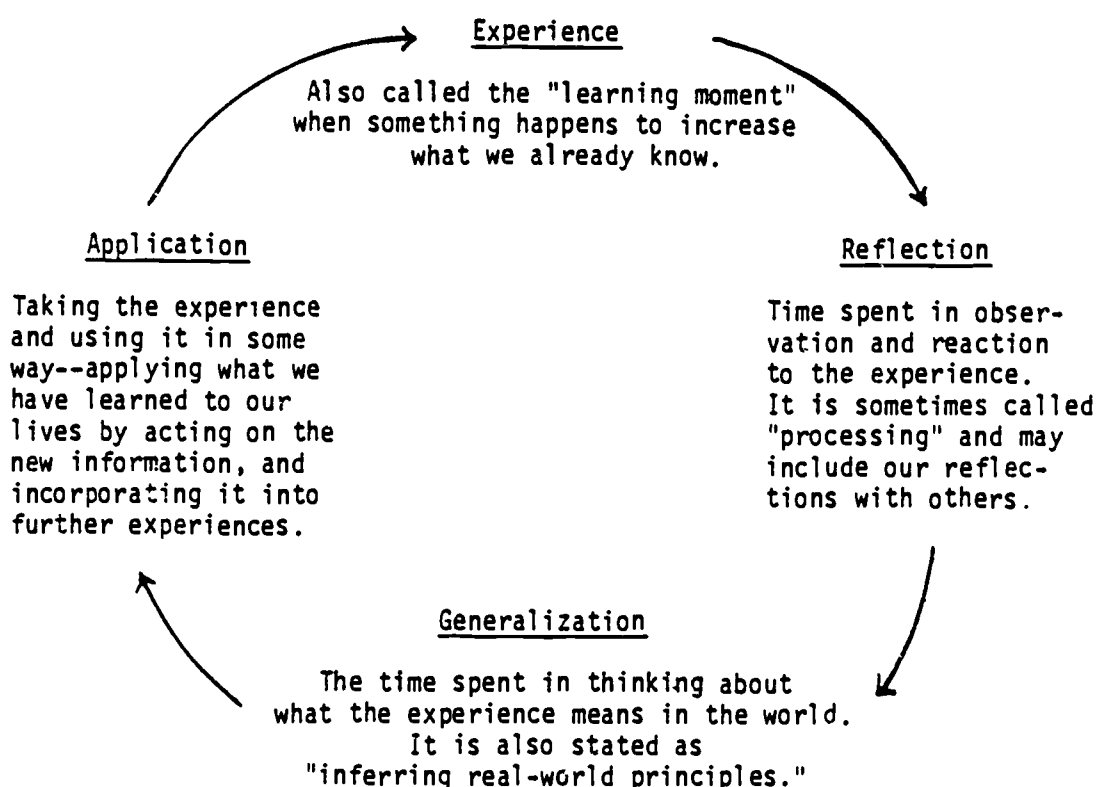 Experience
Also called the "learning moment"
when something happens to increase
what we already know.
Application
Taking the experience
and using it in some
way--applying what we
have learned to our
lives by acting on the
new information, and
incorporating it into
further experiences.
Reflection
Time spent in obser-
vation and reaction
to the experience.
It is sometimes called
"processing" and may
include our reflec-
tions with others.
Generalization
The time spent in thinking about
what the experience means in the world.
It is also stated as
"inferring real-world principles."